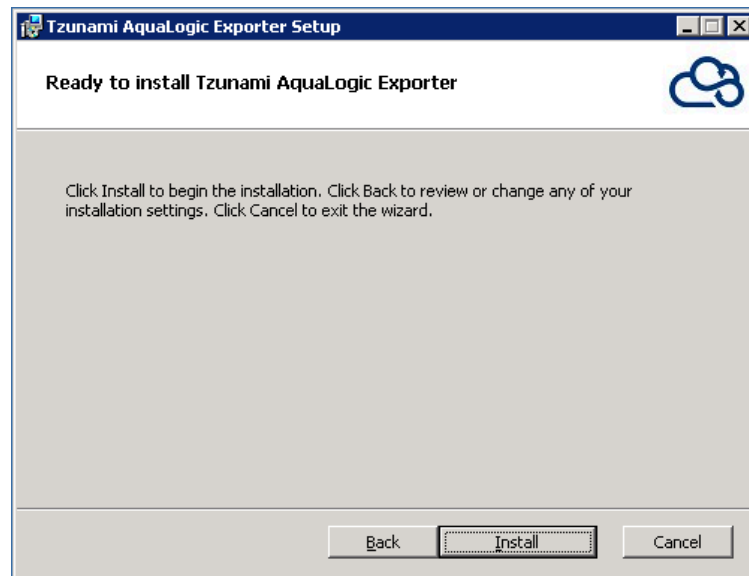 Tzunami AquaLogic Exporter Setup
Ready to install Tzunami AquaLogic Exporter
Click Install to begin the installation. Click Back to review or change any of your
installation settings. Click Cancel to exit the wizard.
Back Install Cancel